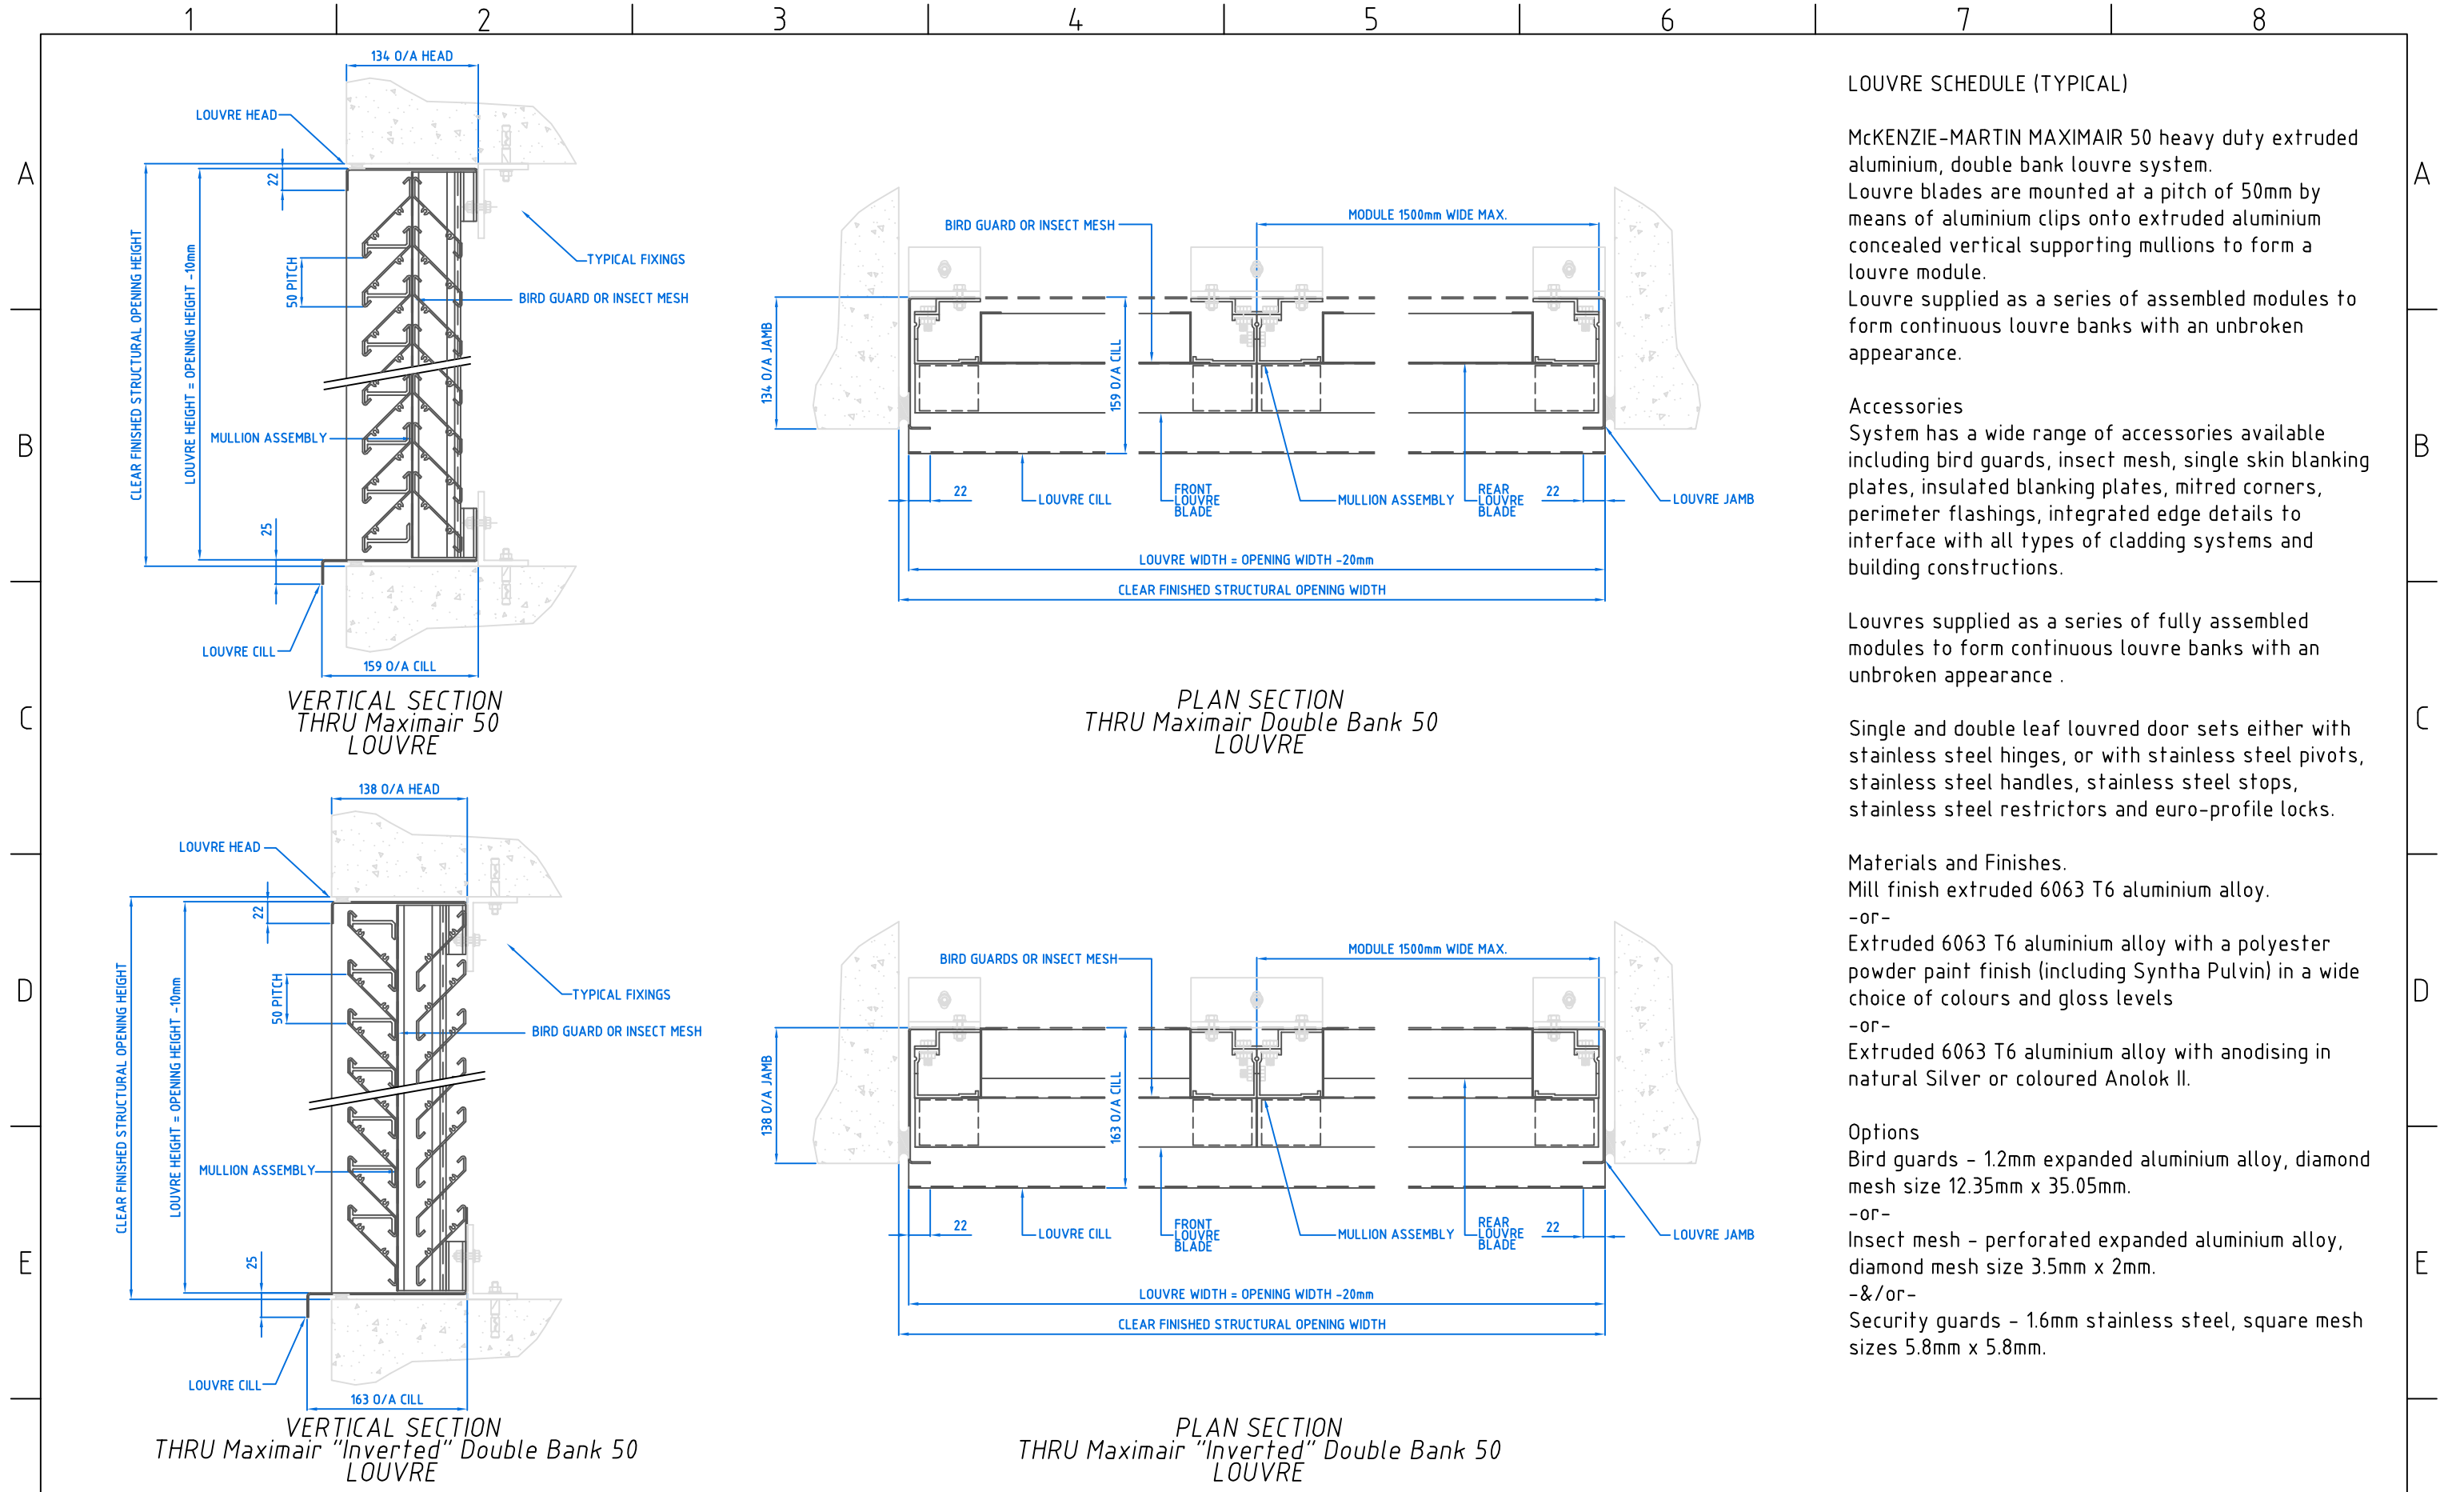 1 2 3 4 5 6 7 8
A A
B B
C C
D D
E E
134 O/A HEAD
LOUVRE HEAD
22
CLEAR FINISHED STRUCTURAL OPENING HEIGHT
LOUVRE HEIGHT = OPENING HEIGHT -10mm
50 PITCH
TYPICAL FIXINGS
BIRD GUARD OR INSECT MESH
MULLION ASSEMBLY
25
LOUVRE CILL
159 O/A CILL
VERTICAL SECTION
THRU Maximair 50
LOUVRE
BIRD GUARD OR INSECT MESH
MODULE 1500mm WIDE MAX.
134 O/A JAMB
159 O/A CILL
22
LOUVRE CILL
FRONT
LOUVRE
BLADE
MULLION ASSEMBLY
REAR
LOUVRE
BLADE
22
LOUVRE JAMB
LOUVRE WIDTH = OPENING WIDTH -20mm
CLEAR FINISHED STRUCTURAL OPENING WIDTH
PLAN SECTION
THRU Maximair Double Bank 50
LOUVRE
138 O/A HEAD
LOUVRE HEAD
22
CLEAR FINISHED STRUCTURAL OPENING HEIGHT
LOUVRE HEIGHT = OPENING HEIGHT -10mm
50 PITCH
TYPICAL FIXINGS
BIRD GUARD OR INSECT MESH
MULLION ASSEMBLY
25
LOUVRE CILL
163 O/A CILL
VERTICAL SECTION
THRU Maximair "Inverted" Double Bank 50
LOUVRE
BIRD GUARDS OR INSECT MESH
MODULE 1500mm WIDE MAX.
138 O/A JAMB
163 O/A CILL
22
LOUVRE CILL
FRONT
LOUVRE
BLADE
MULLION ASSEMBLY
REAR
LOUVRE
BLADE
22
LOUVRE JAMB
LOUVRE WIDTH = OPENING WIDTH -20mm
CLEAR FINISHED STRUCTURAL OPENING WIDTH
PLAN SECTION
THRU Maximair "Inverted" Double Bank 50
LOUVRE
LOUVRE SCHEDULE (TYPICAL)
McKENZIE-MARTIN MAXIMAIR 50 heavy duty extruded
aluminium, double bank louvre system.
Louvre blades are mounted at a pitch of 50mm by
means of aluminium clips onto extruded aluminium
concealed vertical supporting mullions to form a
louvre module.
Louvre supplied as a series of assembled modules to
form continuous louvre banks with an unbroken
appearance.
Accessories
System has a wide range of accessories available
including bird guards, insect mesh, single skin blanking
plates, insulated blanking plates, mitred corners,
perimeter flashings, integrated edge details to
interface with all types of cladding systems and
building constructions.
Louvres supplied as a series of fully assembled
modules to form continuous louvre banks with an
unbroken appearance .
Single and double leaf louvred door sets either with
stainless steel hinges, or with stainless steel pivots,
stainless steel handles, stainless steel stops,
stainless steel restrictors and euro-profile locks.
Materials and Finishes.
Mill finish extruded 6063 T6 aluminium alloy.
-or-
Extruded 6063 T6 aluminium alloy with a polyester
powder paint finish (including Syntha Pulvin) in a wide
choice of colours and gloss levels
-or-
Extruded 6063 T6 aluminium alloy with anodising in
natural Silver or coloured Anolok II.
Options
Bird guards - 1.2mm expanded aluminium alloy, diamond
mesh size 12.35mm x 35.05mm.
-or-
Insect mesh - perforated expanded aluminium alloy,
diamond mesh size 3.5mm x 2mm.
-&/or-
Security guards - 1.6mm stainless steel, square mesh
sizes 5.8mm x 5.8mm.